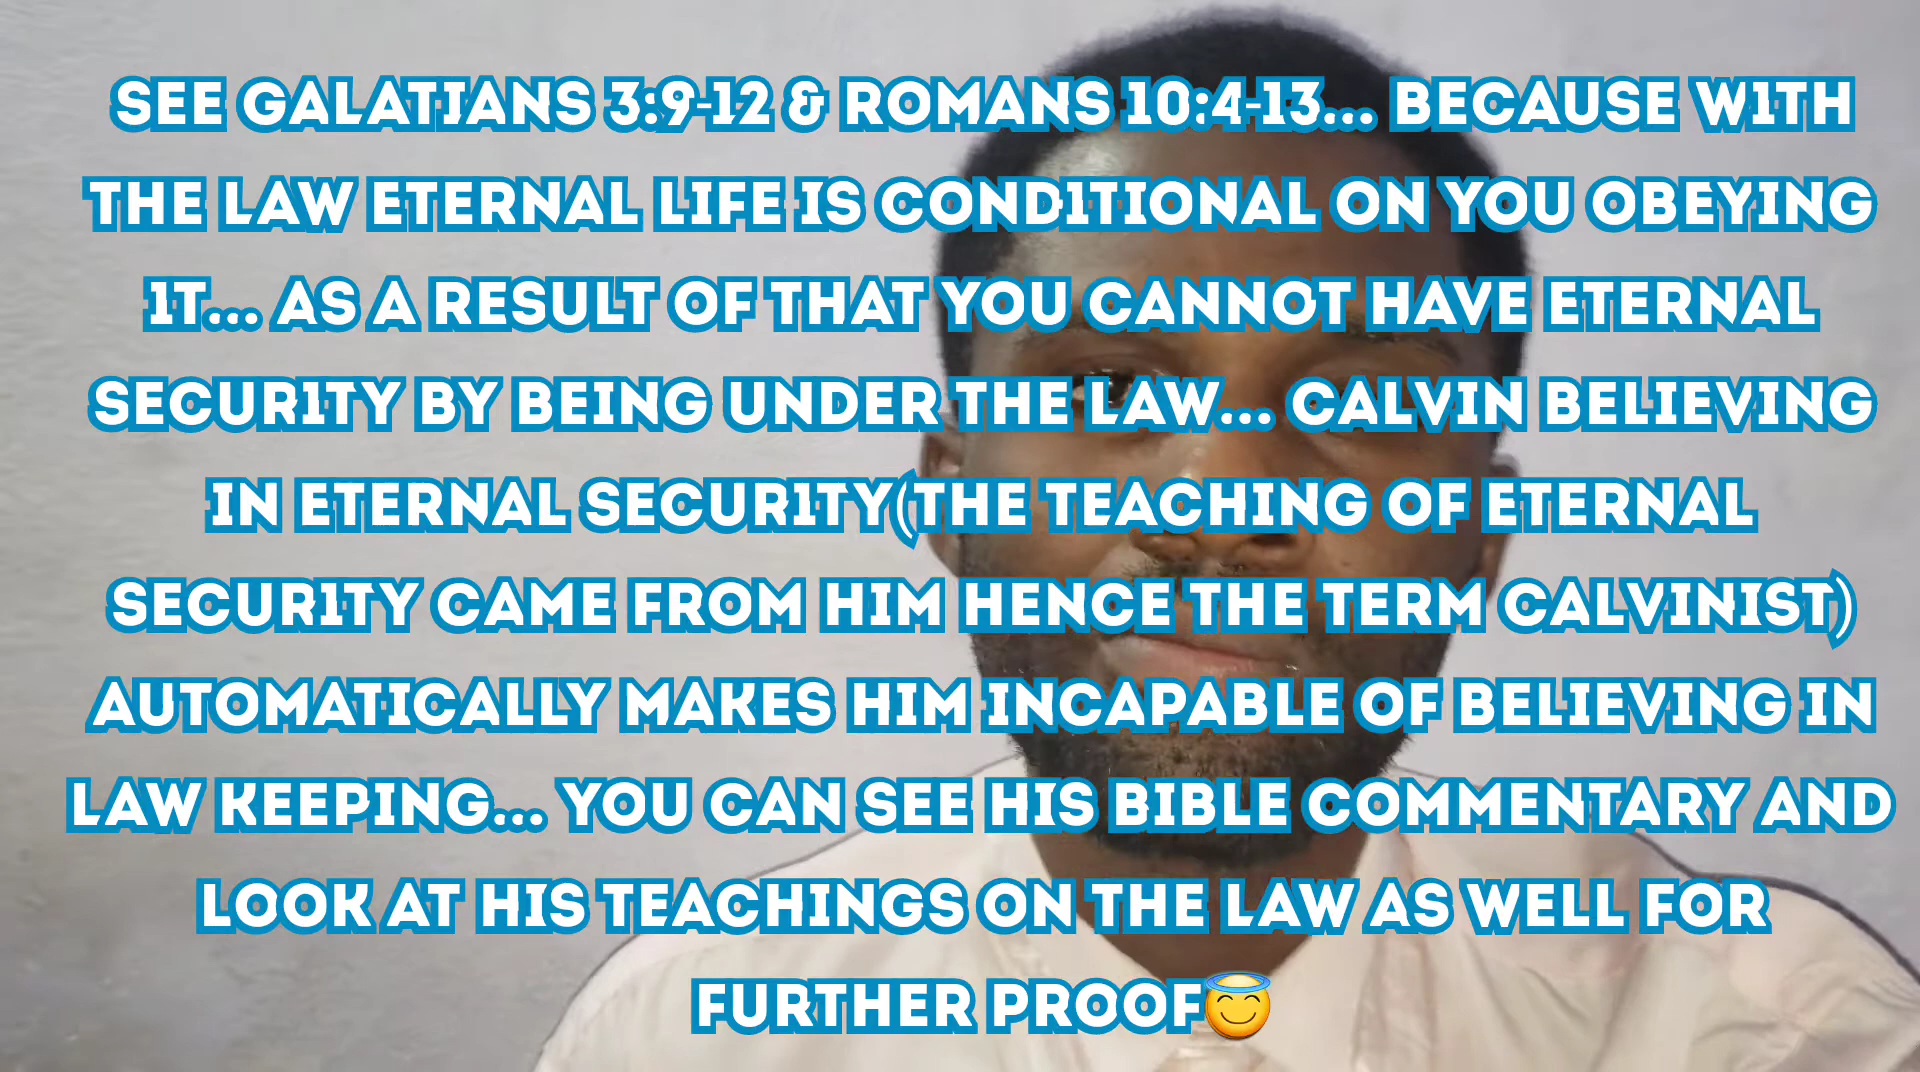 SEE GALATIANS 3:9-12 & ROMANS 10:4-13... BECAUSE WITH
THE LAW ETERNAL LIFE IS CONDITIONAL ON YOU OBEYING
IT... AS A RESULT OF THAT YOU CANNOT HAVE ETERNAL
SECURITY BY BEING UNDER THE LAW... CALVIN BELIEVING
IN ETERNAL SECURITY(THE TEACHING OF ETERNAL
SECURITY CAME FROM HIM HENCE THE TERM CALVINIST)
AUTOMATICALLY MAKES HIM INCAPABLE OF BELIEVING IN
LAW KEEPING... YOU CAN SEE HIS BIBLE COMMENTARY AND
LOOK AT HIS TEACHINGS ON THE LAW AS WELL FOR
FURTHER PROOF😇